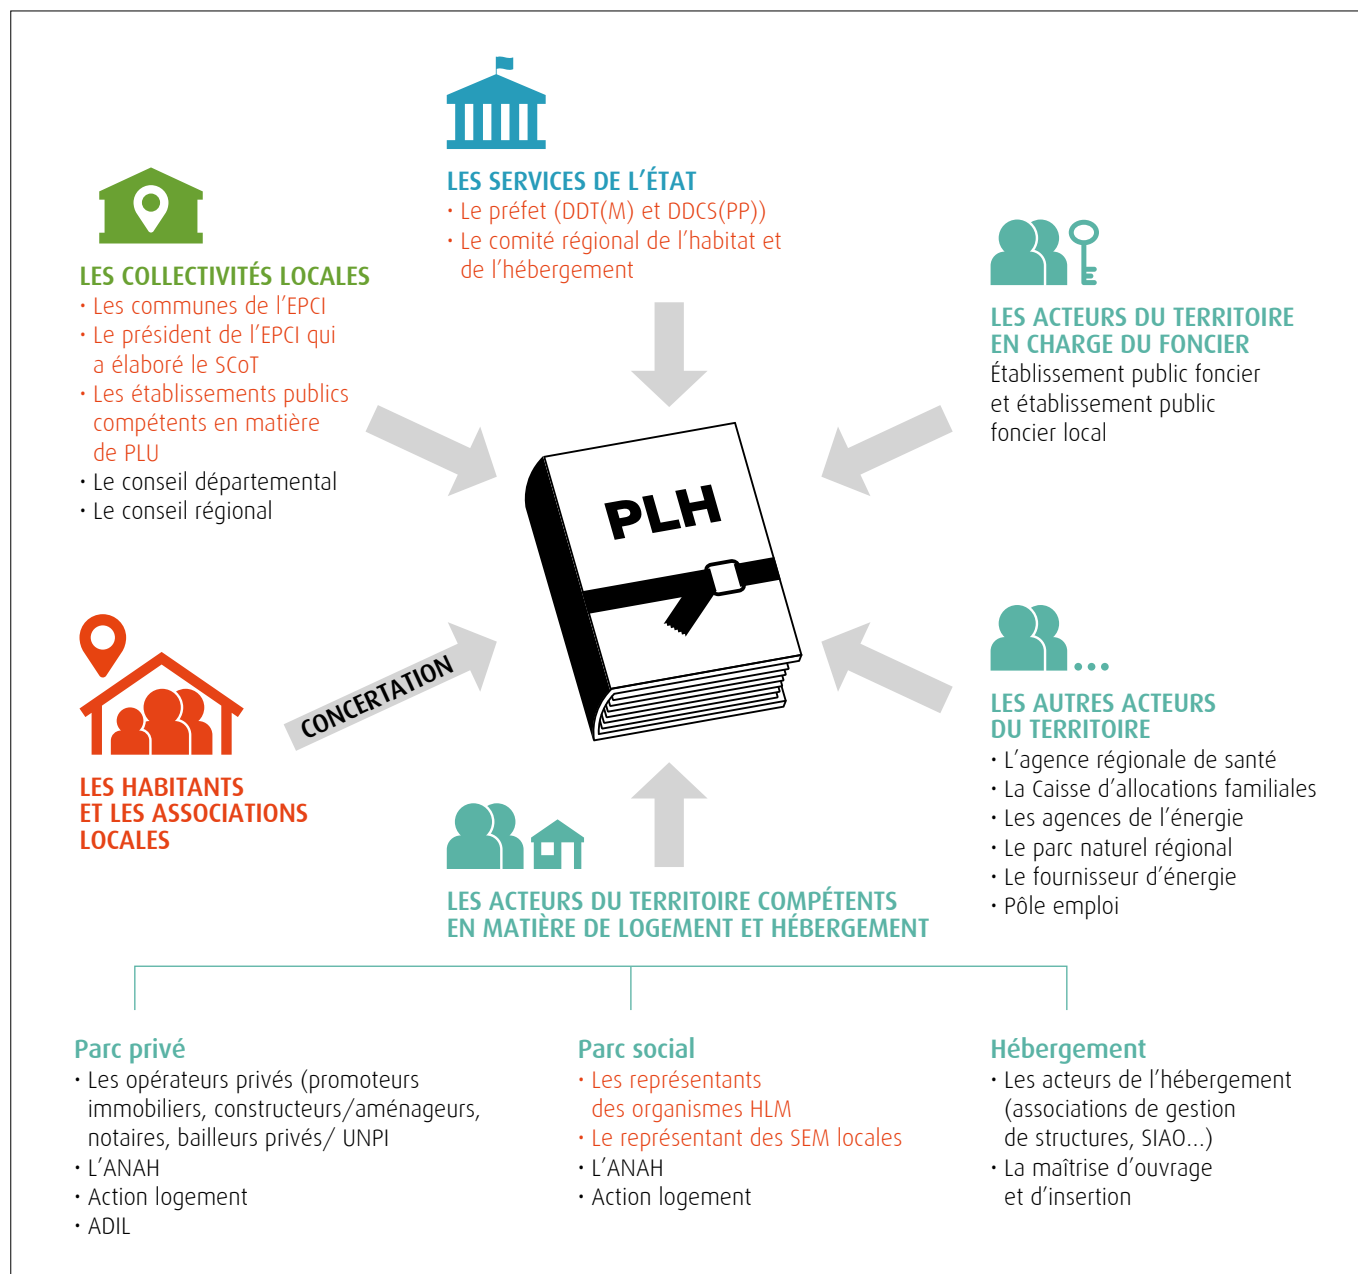 LES SERVICES DE L’ÉTAT
• Le préfet (DDT(M) et DDCS(PP))
• Le comité régional de l’habitat et
de l’hébergement
LES COLLECTIVITÉS LOCALES
• Les communes de l’EPCI
• Le président de l’EPCI qui
a élaboré le SCoT
• Les établissements publics
compétents en matière
de PLU
• Le conseil départemental
• Le conseil régional
LES ACTEURS DU TERRITOIRE
EN CHARGE DU FONCIER
Établissement public foncier
et établissement public
foncier local
PLH
CONCERTATION
LES HABITANTS
ET LES ASSOCIATIONS
LOCALES
LES AUTRES ACTEURS
DU TERRITOIRE
• L’agence régionale de santé
• La Caisse d’allocations familiales
• Les agences de l’énergie
• Le parc naturel régional
• Le fournisseur d’énergie
• Pôle emploi
LES ACTEURS DU TERRITOIRE COMPÉTENTS
EN MATIÈRE DE LOGEMENT ET HÉBERGEMENT
Parc privé
• Les opérateurs privés (promoteurs
immobiliers, constructeurs/aménageurs,
notaires, bailleurs privés/ UNPI
• L’ANAH
• Action logement
• ADIL
Parc social
• Les représentants
des organismes HLM
• Le représentant des SEM locales
• L’ANAH
• Action logement
Hébergement
• Les acteurs de l’hébergement
(associations de gestion
de structures, SIAO...)
• La maîtrise d’ouvrage
et d’insertion